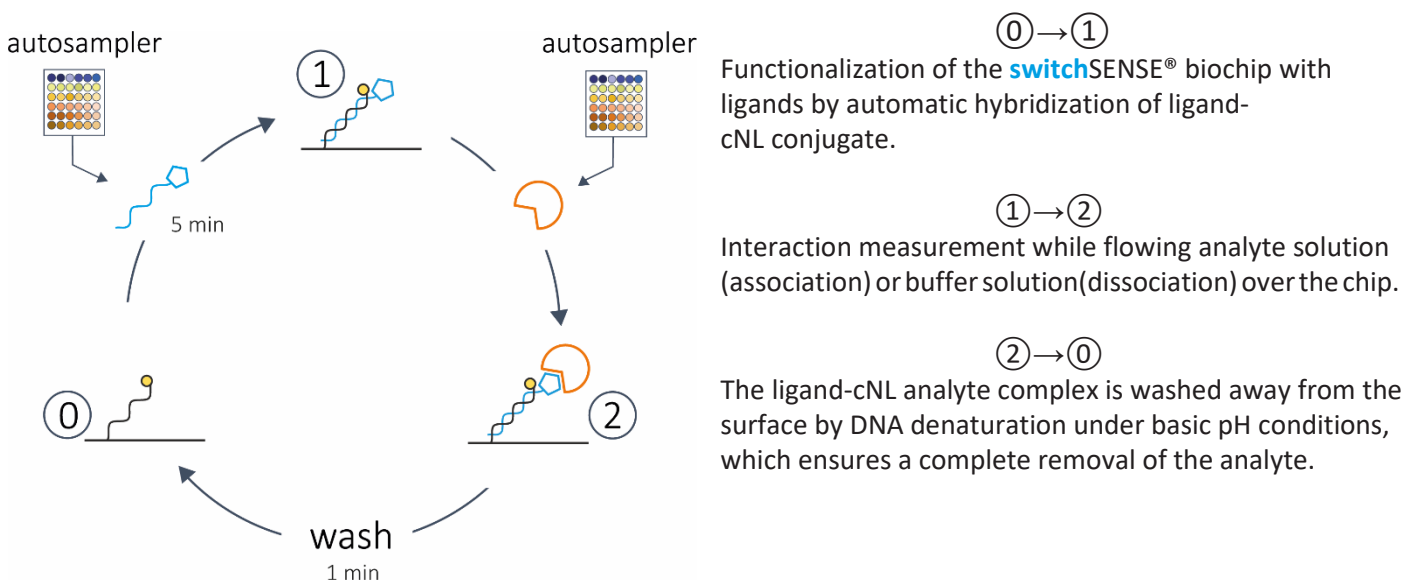 autosampler
autosampler
1
5 min
0
2
wash
1 min
⓪→①
Functionalization of the switchSENSE® biochip with
ligands by automatic hybridization of ligand-
cNL conjugate.
①→②
Interaction measurement while flowing analyte solution
(association) or buffer solution(dissociation) over the chip.
②→⓪
The ligand-cNL analyte complex is washed away from the
surface by DNA denaturation under basic pH conditions,
which ensures a complete removal of the analyte.